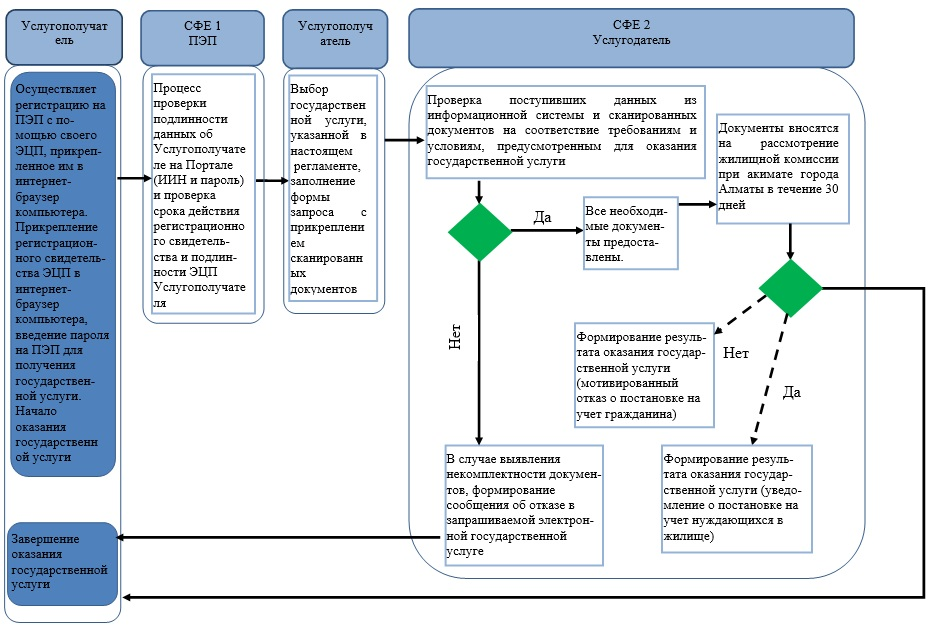 Услугополучат
ель
СФЕ 1
ПЭП
Услугополуч
атель
СФЕ 2
Услугодатель
Осуществляет
регистрацию на
ПЭП с по-
мощью своего
ЭЦП, прикреп-
ленное им в
интернет-
браузер
компьютера.
Прикрепление
регистрацион-
ного свидетель-
ства ЭЦП в
интернет-
браузер
компьютера,
введение пароля
на ПЭП для
получения
государствен-
ной услуги.
Начало
оказания
государственн
ой услуги
Процесс
проверки
подлинности
данных об
Услугополучате
ле на Портале
(ИИН и пароль)
и проверка
срока действия
регистрационно
го свидетель-
ства и подлин-
ности ЭЦП
Услугополучате
ля
Выбор
государствен
ной услуги,
указанной в
настоящем
регламенте,
заполнение
формы
запроса с
прикреплени
ем
сканированн
ых
документов
Проверка поступивших данных из
информационной системы и сканированных
документов на соответствие требованиям и
условиям, предусмотренным для оказания
государственной услуги
Документы вносятся
на рассмотрение
жилищной комиссии
при акимате города
Алматы в течение 30
дней
Да
Все необходи-
мые докумен-
ты предоста-
влены.
Нет
Формирование резуль-
тата оказания государ-
ственной услуги
(мотивированный
отказ о постановке на
учет гражданина)
Нет
Да
В случае выявления
некомплектности докумен-
тов, формирование
сообщения об отказе в
запрашиваемой электрон-
ной государственной
услуге
Формирование резуль-
тата оказания государ-
ственной услуги (уведо-
мление о постановке на
учет нуждающихся в
жилище)
Завершение
оказания
государственной
услуги